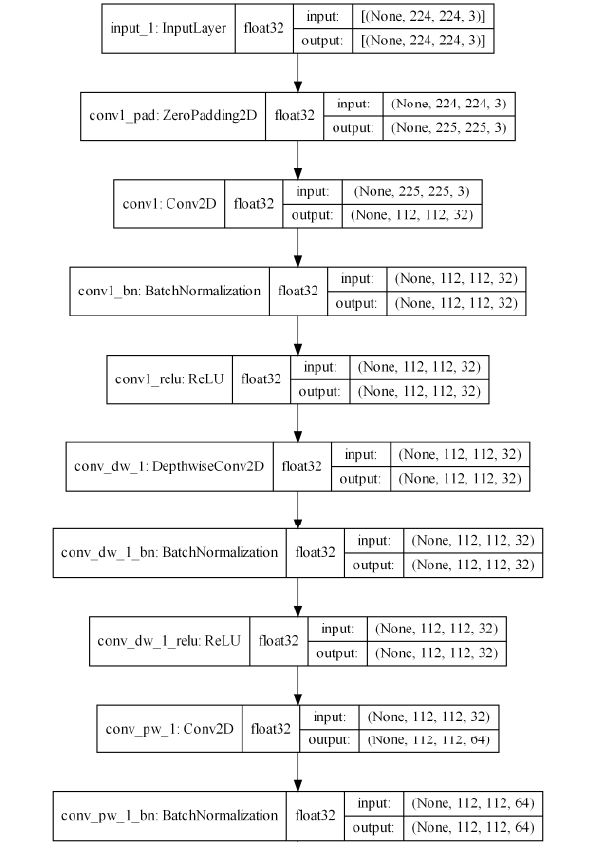 input_1: InputLayer float32 input: [(None, 224, 224, 3)]
output: [(None, 224, 224, 3)]
conv1_pad: ZeroPadding2D float32 input: (None, 224, 224, 3)
output: (None, 225, 225, 3)
conv1: Conv2D float32 input: (None, 225, 225, 3)
output: (None, 112, 112, 32)
conv1_bn: BatchNormalization float32 input: (None, 112, 112, 32)
output: (None, 112, 112, 32)
conv1_relu: ReLU float32 input: (None, 112, 112, 32)
output: (None, 112, 112, 32)
conv_dw_1: DepthwiseConv2D float32 input: (None, 112, 112, 32)
output: (None, 112, 112, 32)
conv_dw_1_bn: BatchNormalization float32 input: (None, 112, 112, 32)
output: (None, 112, 112, 32)
conv_dw_1_relu: ReLU float32 input: (None, 112, 112, 32)
output: (None, 112, 112, 32)
conv_pw_1: Conv2D float32 input: (None, 112, 112, 32)
output: (None, 112, 112, 64)
conv_pw_1_bn: BatchNormalization float32 input: (None, 112, 112, 64)
output: (None, 112, 112, 64)